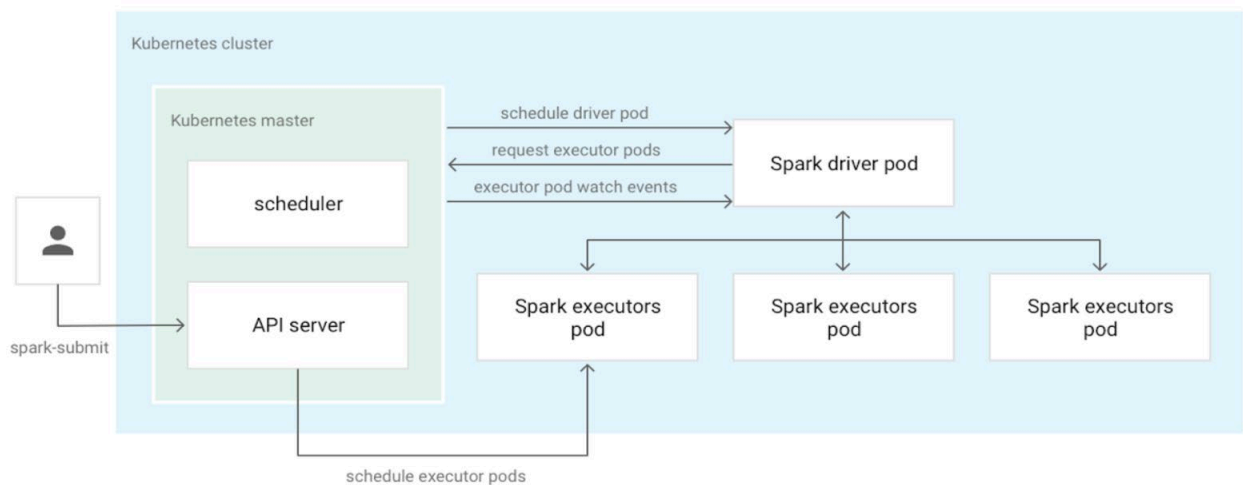 Kubernetes cluster
Kubernetes master
schedule driver pod
request executor pods
executor pod watch events
Spark driver pod
scheduler
API server
spark-submit
Spark executors
pod
Spark executors
pod
Spark executors
pod
schedule executor pods